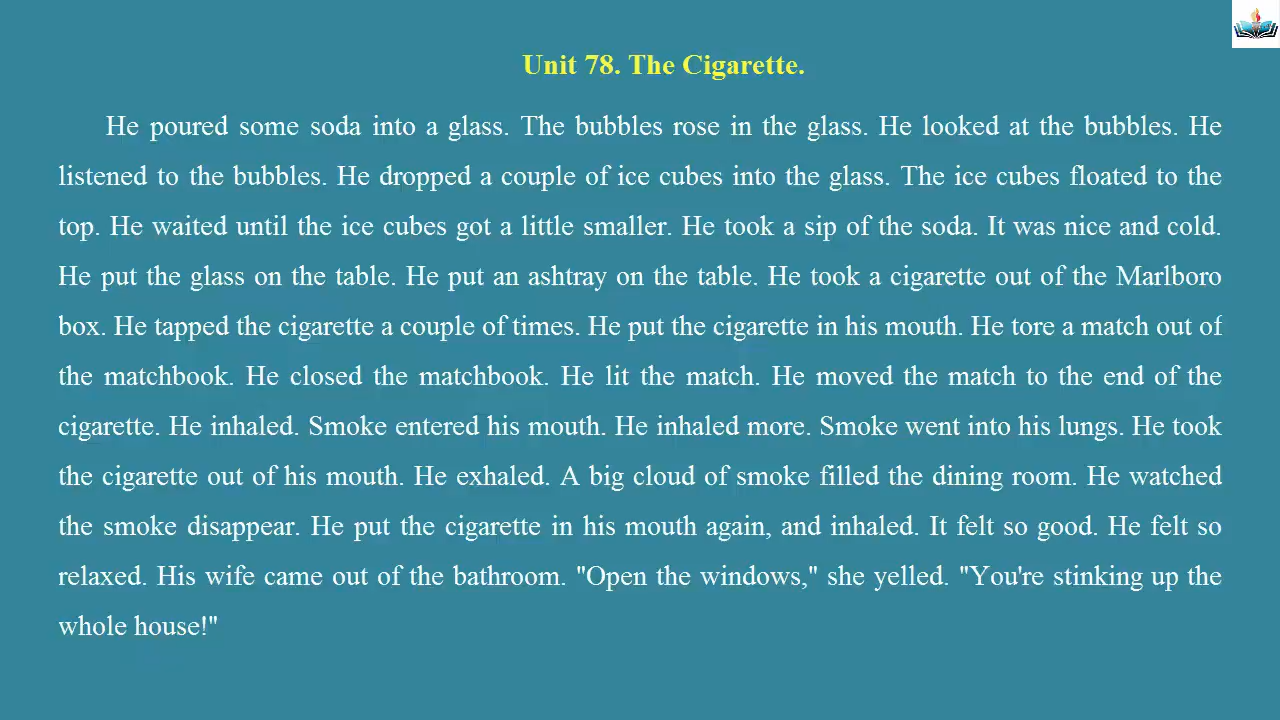 Unit 78. The Cigarette.
He poured some soda into a glass. The bubbles rose in the glass. He looked at the bubbles. He
listened to the bubbles. He dropped a couple of ice cubes into the glass. The ice cubes floated to the
top. He waited until the ice cubes got a little smaller. He took a sip of the soda. It was nice and cold.
He put the glass on the table. He put an ashtray on the table. He took a cigarette out of the Marlboro
box. He tapped the cigarette a couple of times. He put the cigarette in his mouth. He tore a match out of
the matchbook. He closed the matchbook. He lit the match. He moved the match to the end of the
cigarette. He inhaled. Smoke entered his mouth. He inhaled more. Smoke went into his lungs. He took
the cigarette out of his mouth. He exhaled. A big cloud of smoke filled the dining room. He watched
the smoke disappear. He put the cigarette in his mouth again, and inhaled. It felt so good. He felt so
relaxed. His wife came out of the bathroom. "Open the windows," she yelled. "You're stinking up the
whole house!"